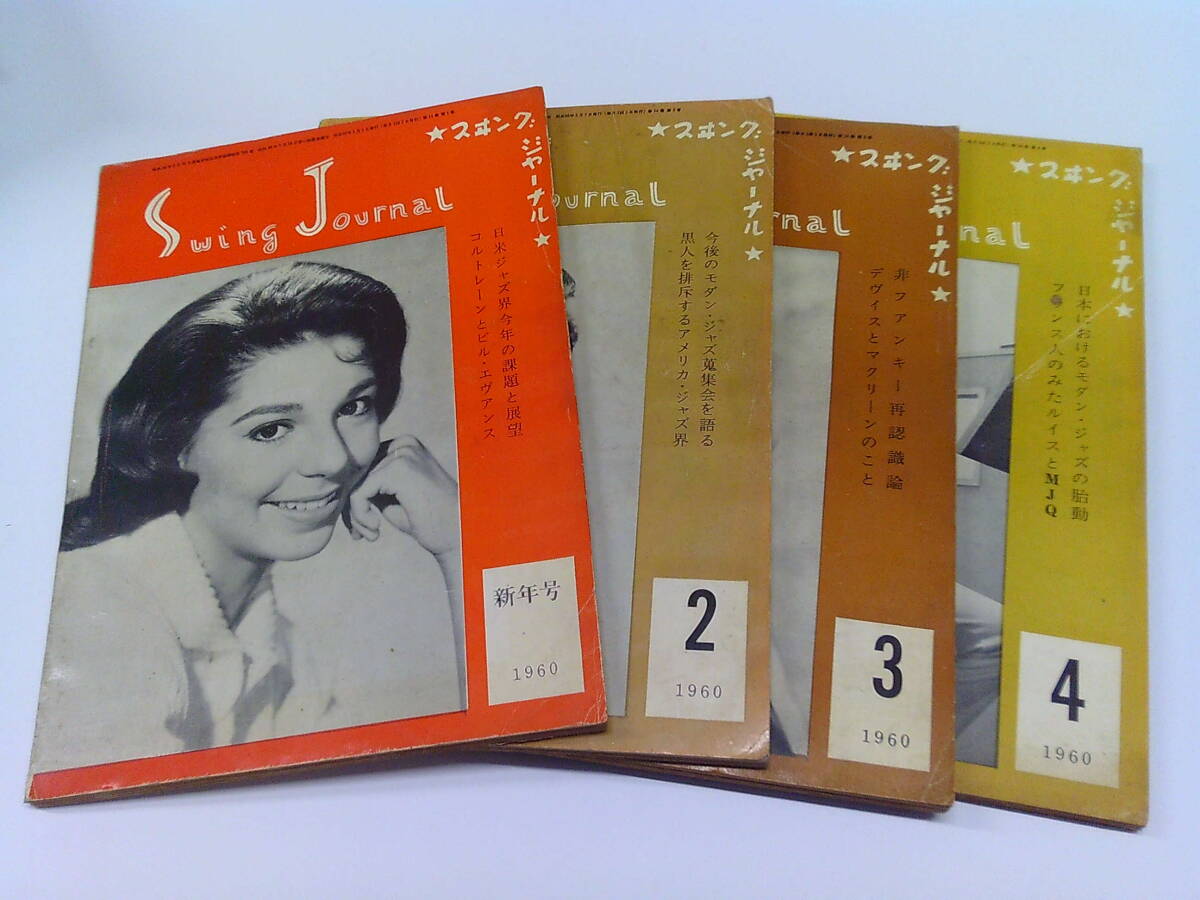 ★スヰング
ジャーナル★
Swing Journal
日米ジャズ界今年の課題と展望
コルトレーンとビル・エヴァンス
新年号
1960
★スヰング
ジャーナル★
ournal
今後のモダン・ジャズ蒐集会を語る
黒人を排斥するアメリカ・ジャズ界
2
1960
★スヰング
ジャーナル★
rnal
非フアンキー再認識論
デヴィスとマクリーンのこと
3
1960
★スヰング
ジャーナル★
nal
日本におけるモダン・ジャズの胎動
フランス人のみたルイスとMJQ
4
1960